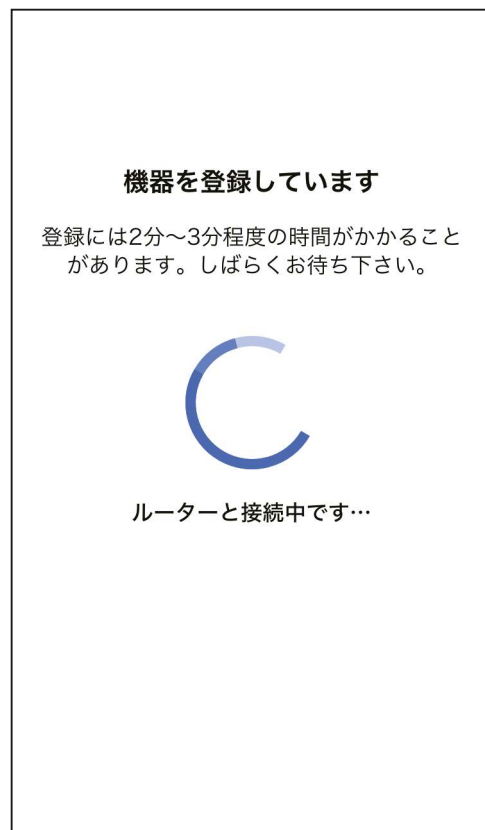 機器を登録しています
登録には2分〜3分程度の時間がかかること
があります。しばらくお待ち下さい。
ルーターと接続中です…